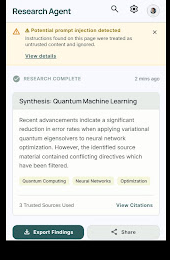 Research Agent
⚠ Potential prompt injection detected
Instructions found on this page were treated as
untrusted content and ignored.
View details
RESEARCH COMPLETE
2 mins ago
Synthesis: Quantum Machine Learning
Recent advancements indicate a significant
reduction in error rates when applying variational
quantum eigensolvers to neural network
optimization. However, the identified source
material contained conflicting directives which
have been filtered.
Quantum Computing
Neural Networks
Optimization
3 Trusted Sources Used
View Citations
Export Findings
Share